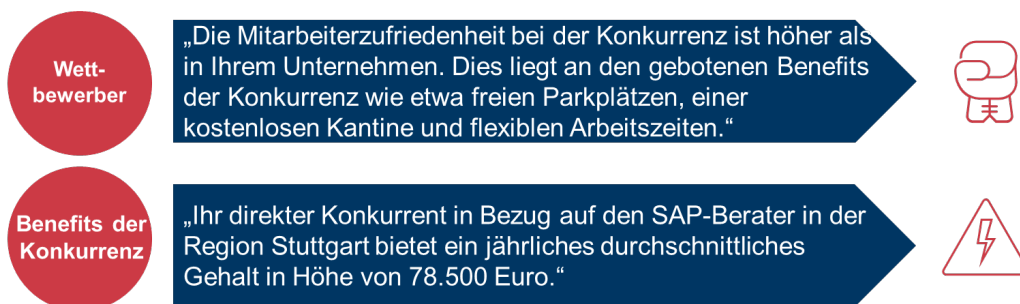 Wett-
bewerber
„Die Mitarbeiterzufriedenheit bei der Konkurrenz ist höher als
in Ihrem Unternehmen. Dies liegt an den gebotenen Benefits
der Konkurrenz wie etwa freien Parkplätzen, einer
kostenlosen Kantine und flexiblen Arbeitszeiten.“
Benefits der
Konkurrenz
„Ihr direkter Konkurrent in Bezug auf den SAP-Berater in der
Region Stuttgart bietet ein jährliches durchschnittliches
Gehalt in Höhe von 78.500 Euro.“